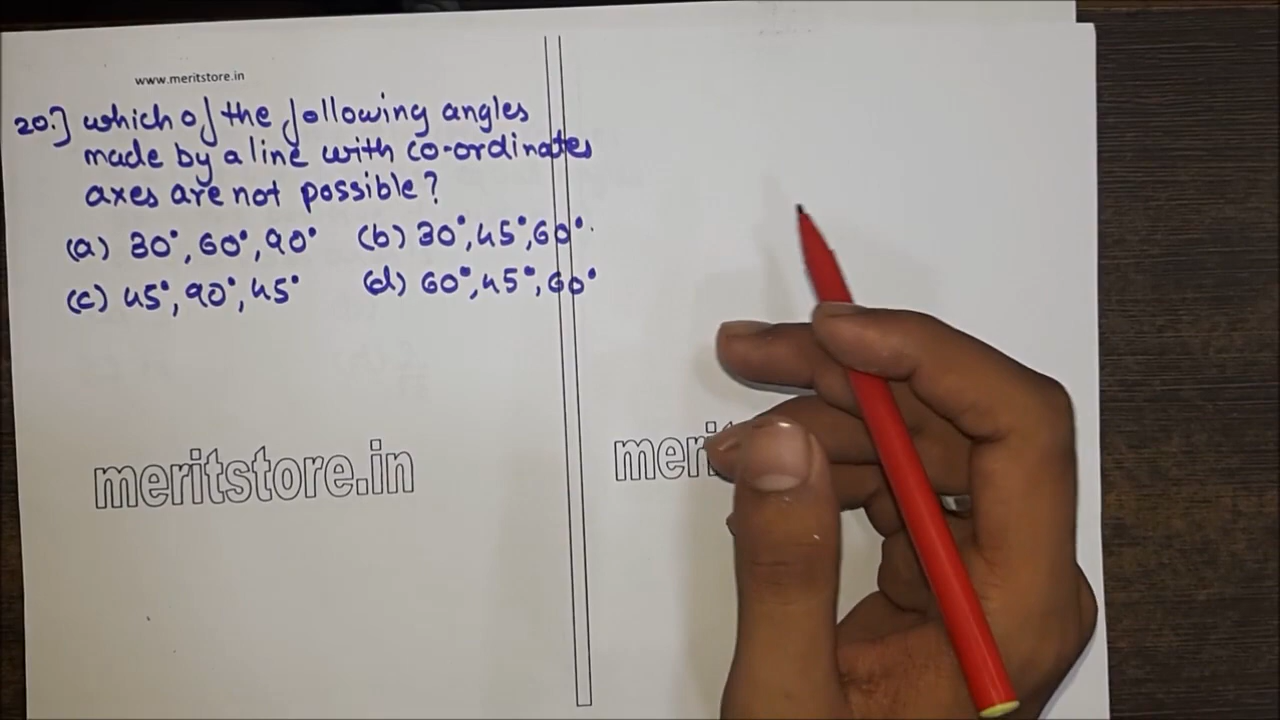 www.meritstore.in
20.] which of the following angles
made by a line with co-ordinates
axes are not possible?
(a) 30°, 60°, 90° (b) 30°, 45°, 60°.
(c) 45°, 90°, 45° (d) 60°, 45°, 60°
meritstore.in meri